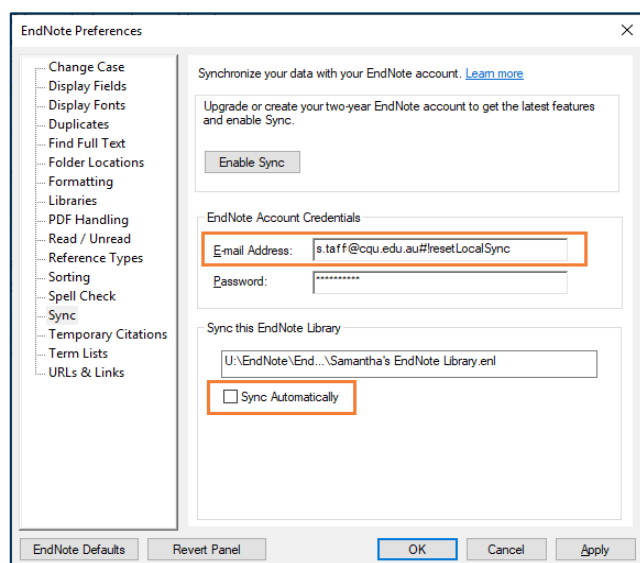 EndNote Preferences
Change Case
Display Fields
Display Fonts
Duplicates
Find Full Text
Folder Locations
Formatting
Libraries
PDF Handling
Read / Unread
Reference Types
Sorting
Spell Check
Sync
Temporary Citations
Term Lists
URLs & Links
Synchronize your data with your EndNote account. Learn more
Upgrade or create your two-year EndNote account to get the latest features
and enable Sync.
Enable Sync
EndNote Account Credentials
E-mail Address: s.taff@cqu.edu.au#!resetLocalSync
Password: **********
Sync this EndNote Library
U:\EndNote\End...\Samantha's EndNote Library.enl
Sync Automatically
EndNote Defaults
Revert Panel
OK
Cancel
Apply